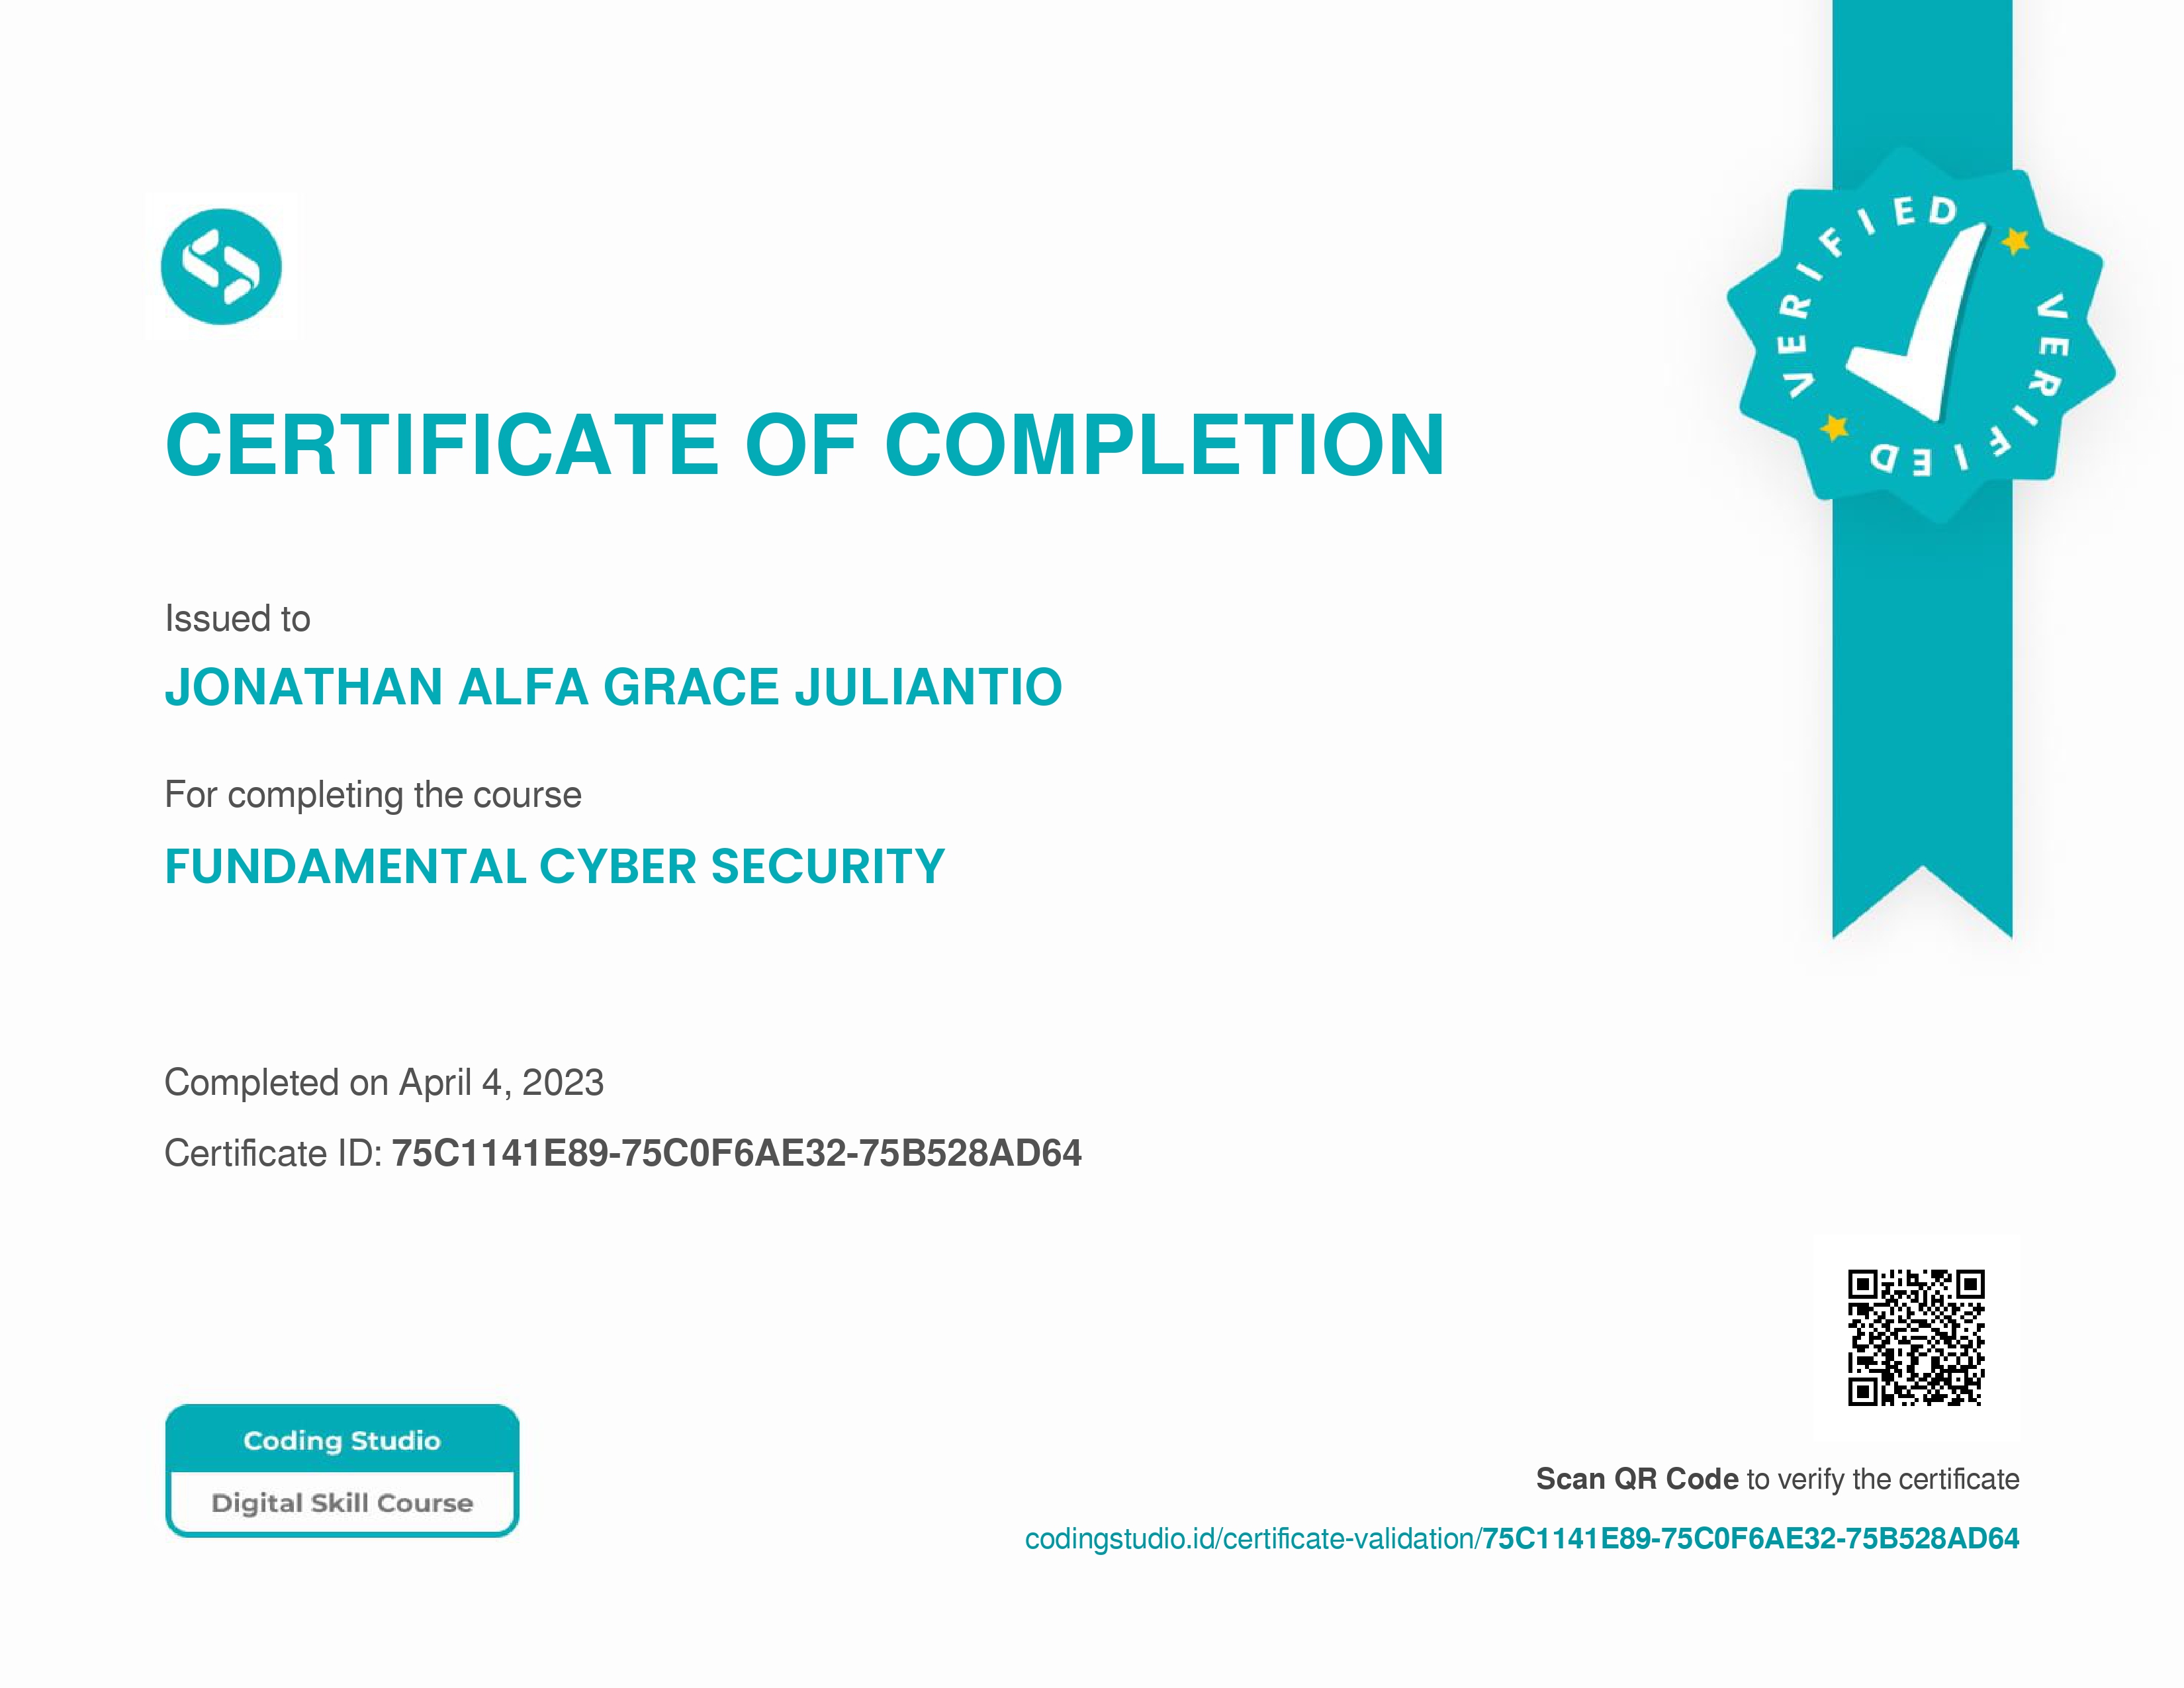 CERTIFICATE OF COMPLETION
VERIFIED VERIFIED
Issued to
JONATHAN ALFA GRACE JULIANTIO
For completing the course
FUNDAMENTAL CYBER SECURITY
Completed on April 4, 2023
Certificate ID: 75C1141E89-75C0F6AE32-75B528AD64
Coding Studio
Digital Skill Course
Scan QR Code to verify the certificate
codingstudio.id/certificate-validation/75C1141E89-75C0F6AE32-75B528AD64